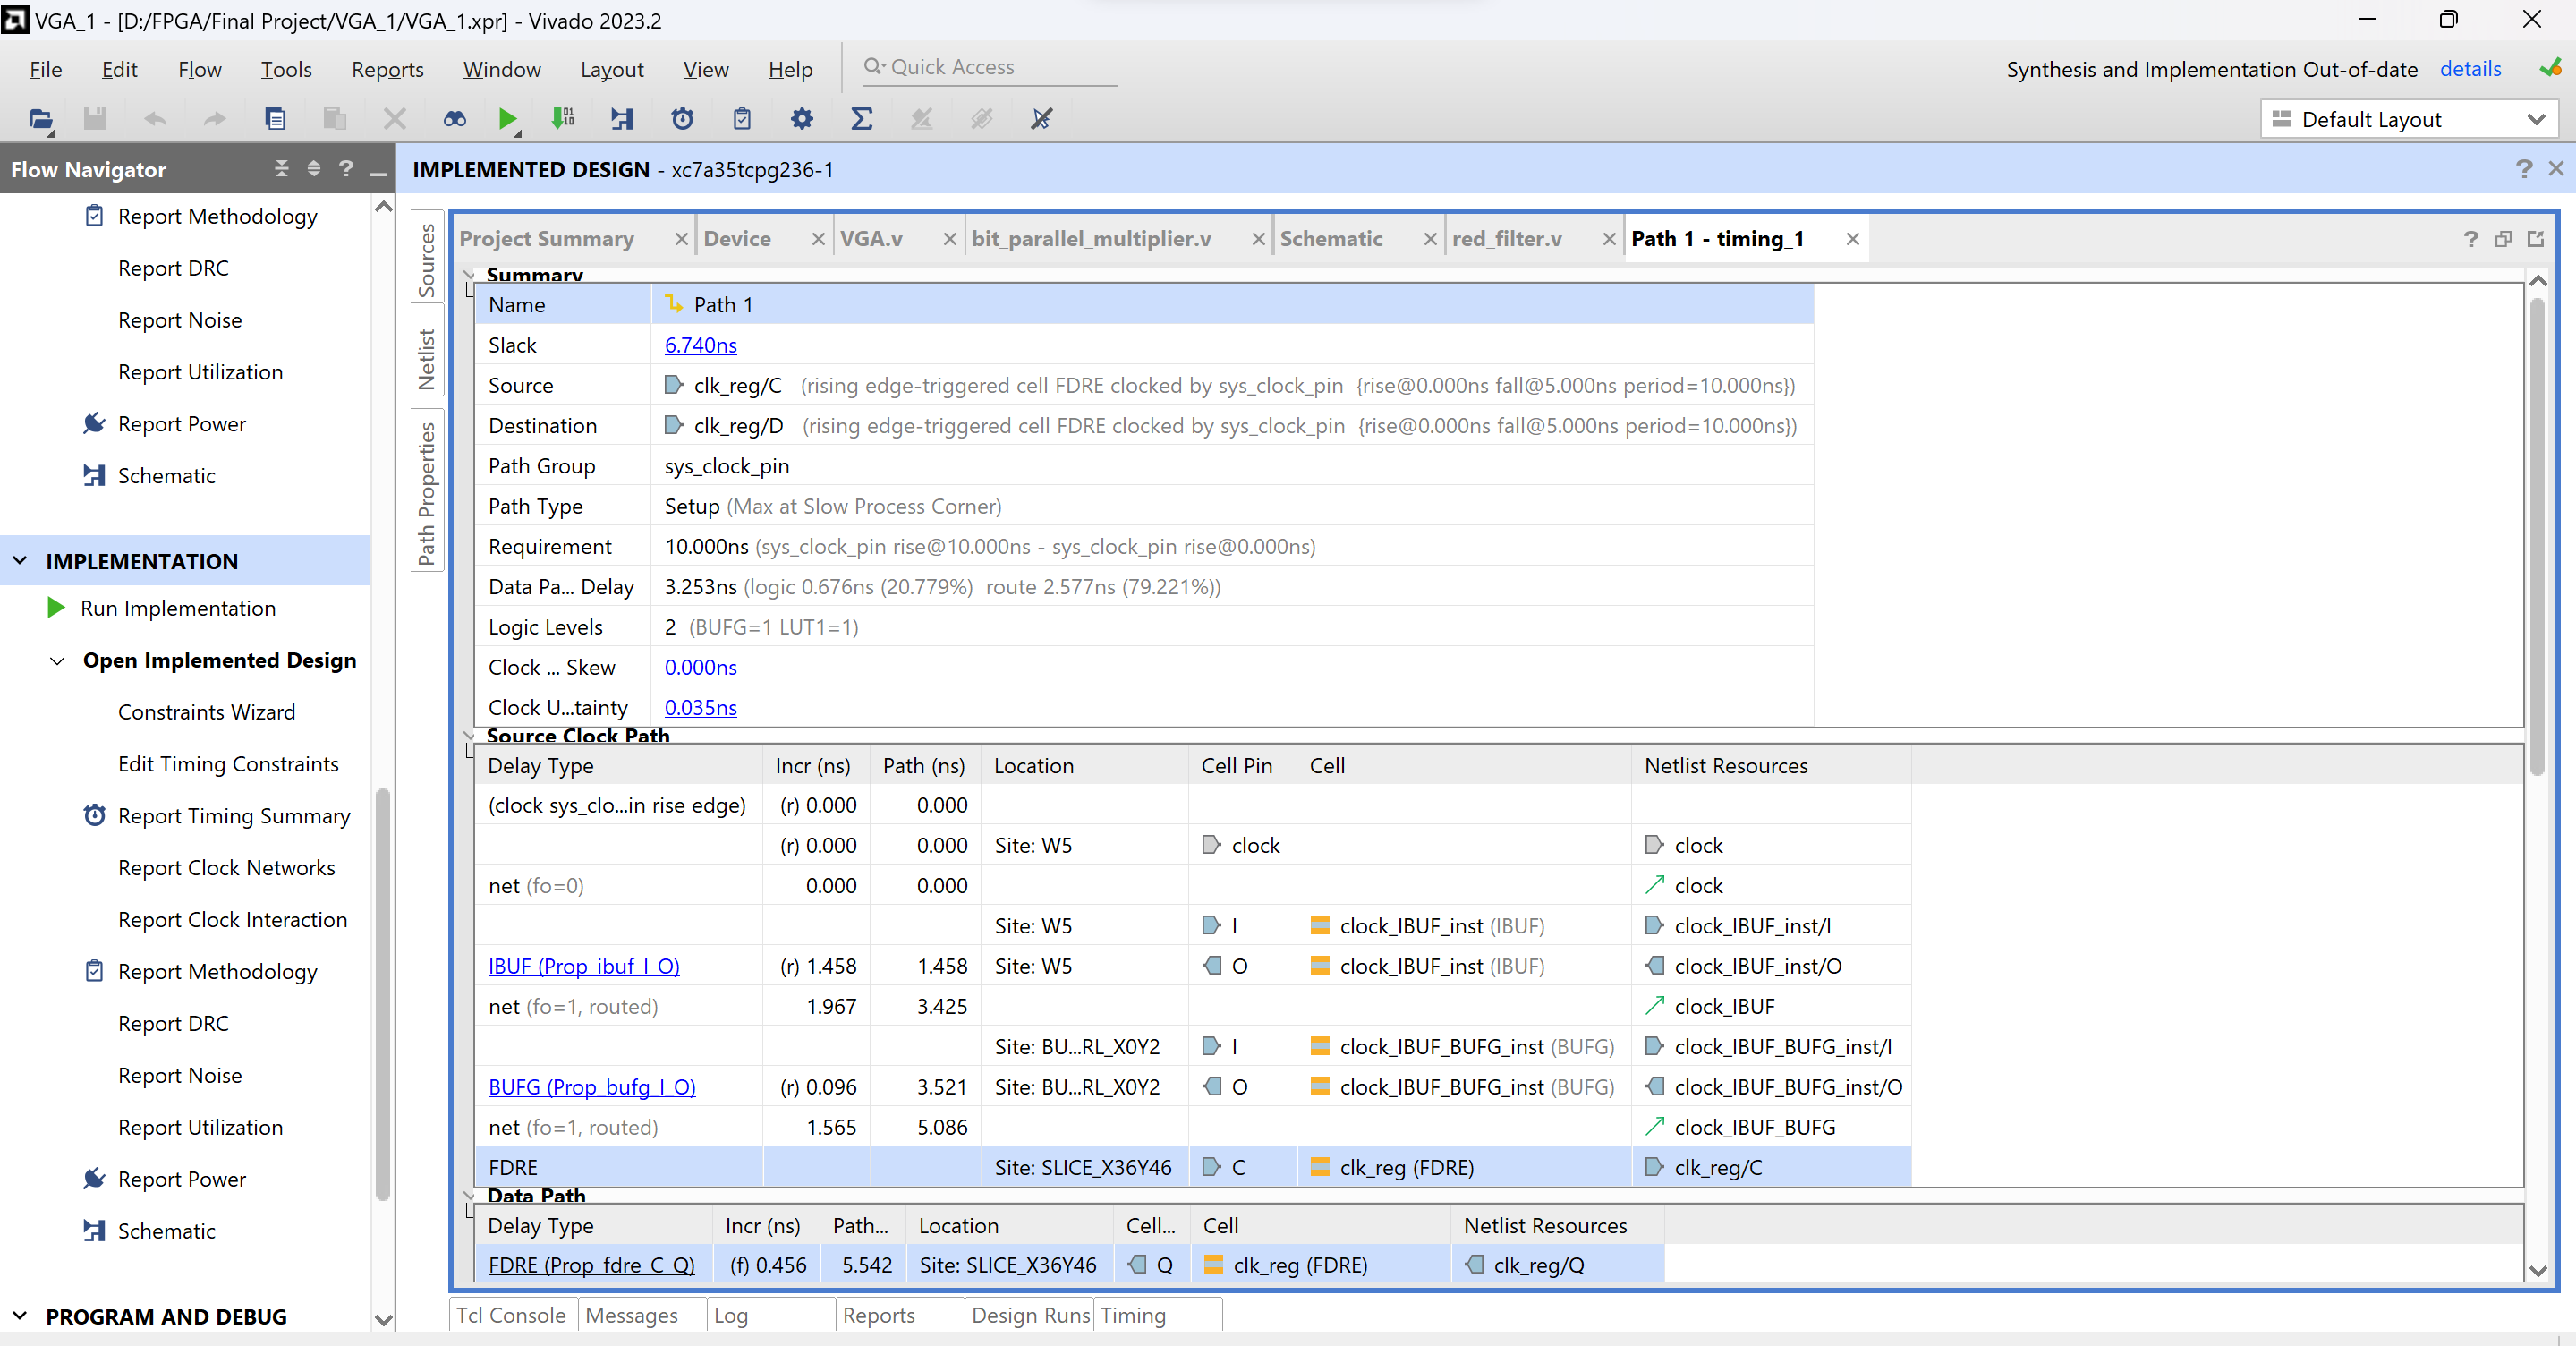 VGA_1 - [D:/FPGA/Final Project/VGA_1/VGA_1.xpr] - Vivado 2023.2
File Edit Flow Tools Reports Window Layout View Help Quick Access
Synthesis and Implementation Out-of-date details
Default Layout
Flow Navigator
IMPLEMENTED DESIGN - xc7a35tcpg236-1
Report Methodology
Report DRC
Report Noise
Report Utilization
Report Power
Schematic
IMPLEMENTATION
Run Implementation
Open Implemented Design
Constraints Wizard
Edit Timing Constraints
Report Timing Summary
Report Clock Networks
Report Clock Interaction
Report Methodology
Report DRC
Report Noise
Report Utilization
Report Power
Schematic
PROGRAM AND DEBUG
Sources
Netlist
Path Properties
Project Summary Device VGA.v bit_parallel_multiplier.v Schematic red_filter.v Path 1 - timing_1
Summary
Name Path 1
Slack 6.740ns
Source clk_reg/C (rising edge-triggered cell FDRE clocked by sys_clock_pin {rise@0.000ns fall@5.000ns period=10.000ns})
Destination clk_reg/D (rising edge-triggered cell FDRE clocked by sys_clock_pin {rise@0.000ns fall@5.000ns period=10.000ns})
Path Group sys_clock_pin
Path Type Setup (Max at Slow Process Corner)
Requirement 10.000ns (sys_clock_pin rise@10.000ns - sys_clock_pin rise@0.000ns)
Data Pa... Delay 3.253ns (logic 0.676ns (20.779%) route 2.577ns (79.221%))
Logic Levels 2 (BUFG=1 LUT1=1)
Clock ... Skew 0.000ns
Clock U...tainty 0.035ns
Source Clock Path
Delay Type Incr (ns) Path (ns) Location Cell Pin Cell Netlist Resources
(clock sys_clo...in rise edge) (r) 0.000 0.000
(r) 0.000 0.000 Site: W5 clock clock
net (fo=0) 0.000 0.000 clock
Site: W5 I clock_IBUF_inst (IBUF) clock_IBUF_inst/I
IBUF (Prop_ibuf_I_O) (r) 1.458 1.458 Site: W5 O clock_IBUF_inst (IBUF) clock_IBUF_inst/O
net (fo=1, routed) 1.967 3.425 clock_IBUF
Site: BU...RL_X0Y2 I clock_IBUF_BUFG_inst (BUFG) clock_IBUF_BUFG_inst/I
BUFG (Prop_bufg_I_O) (r) 0.096 3.521 Site: BU...RL_X0Y2 O clock_IBUF_BUFG_inst (BUFG) clock_IBUF_BUFG_inst/O
net (fo=1, routed) 1.565 5.086 clock_IBUF_BUFG
FDRE Site: SLICE_X36Y46 C clk_reg (FDRE) clk_reg/C
Data Path
Delay Type Incr (ns) Path... Location Cell... Cell Netlist Resources
FDRE (Prop_fdre_C_Q) (f) 0.456 5.542 Site: SLICE_X36Y46 Q clk_reg (FDRE) clk_reg/Q
Tcl Console Messages Log Reports Design Runs Timing